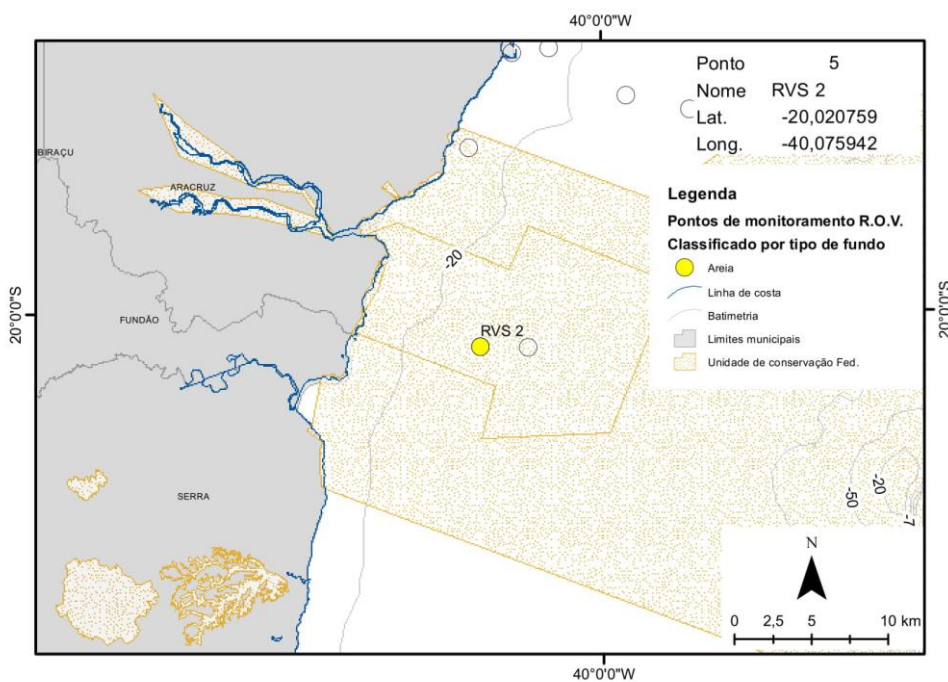 40°0'0"W
Ponto 5
Nome RVS 2
Lat. -20,020759
Long. -40,075942
BIRAÇU
ARACRUZ
Legenda
Pontos de monitoramento R.O.V.
Classificado por tipo de fundo
Areia
Linha de costa
Batimetria
Limites municipais
Unidade de conservação Fed.
-20
20°0'0"S
20°0'0"S
FUNDÃO
RVS 2
SERRA
-50
-20
-7
N
0 2,5 5 10 km
40°0'0"W